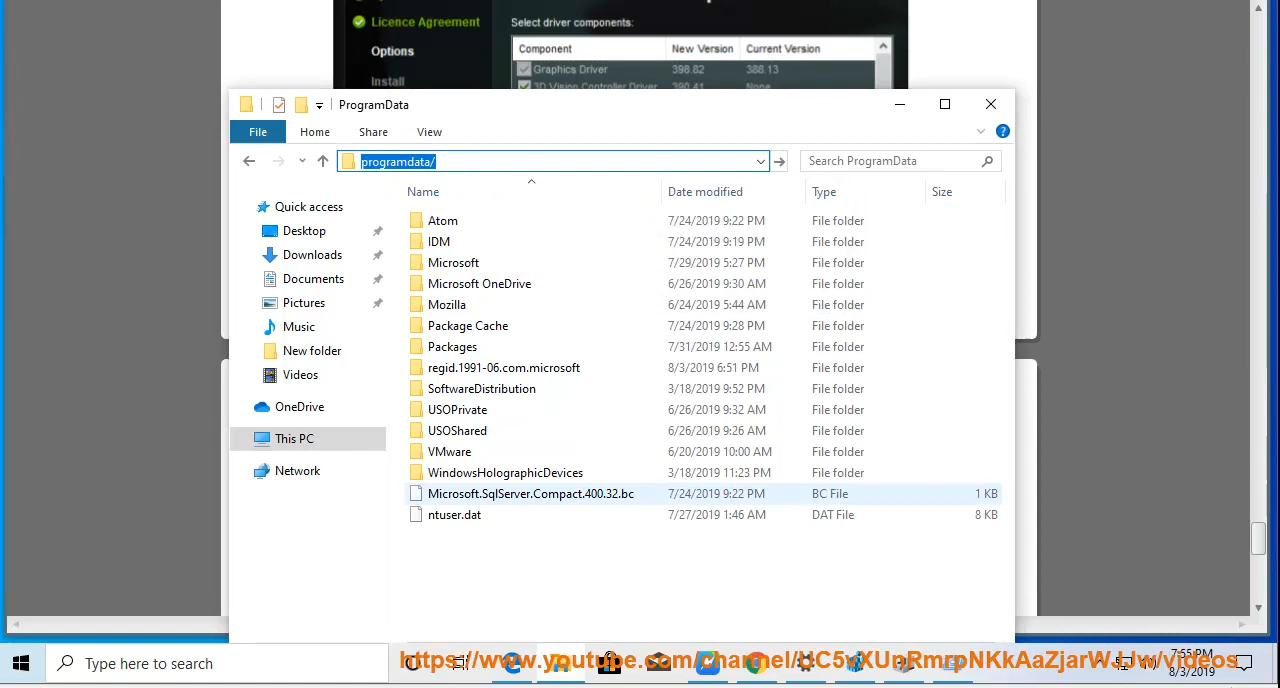 Licence Agreement
Select driver components:
Options
Component New Version Current Version
Install
Graphics Driver 398.82 388.13
3D Vision Controller Driver 390.41 None
ProgramData
File Home Share View
programdata/
Search ProgramData
Name Date modified Type Size
Quick access
Desktop
Downloads
Documents
Pictures
Music
New folder
Videos
OneDrive
This PC
Network
Atom 7/24/2019 9:22 PM File folder
IDM 7/24/2019 9:19 PM File folder
Microsoft 7/29/2019 5:27 PM File folder
Microsoft OneDrive 6/26/2019 9:30 AM File folder
Mozilla 6/24/2019 5:44 AM File folder
Package Cache 7/24/2019 9:28 PM File folder
Packages 7/31/2019 12:55 AM File folder
regid.1991-06.com.microsoft 8/3/2019 6:51 PM File folder
SoftwareDistribution 3/18/2019 9:52 PM File folder
USOPrivate 6/26/2019 9:32 AM File folder
USOShared 6/26/2019 9:26 AM File folder
VMware 6/20/2019 10:00 AM File folder
WindowsHolographicDevices 3/18/2019 11:23 PM File folder
Microsoft.SqlServer.Compact.400.32.bc 7/24/2019 9:22 PM BC File 1 KB
ntuser.dat 7/27/2019 1:46 AM DAT File 8 KB
Type here to search
7:55 PM
8/3/2019